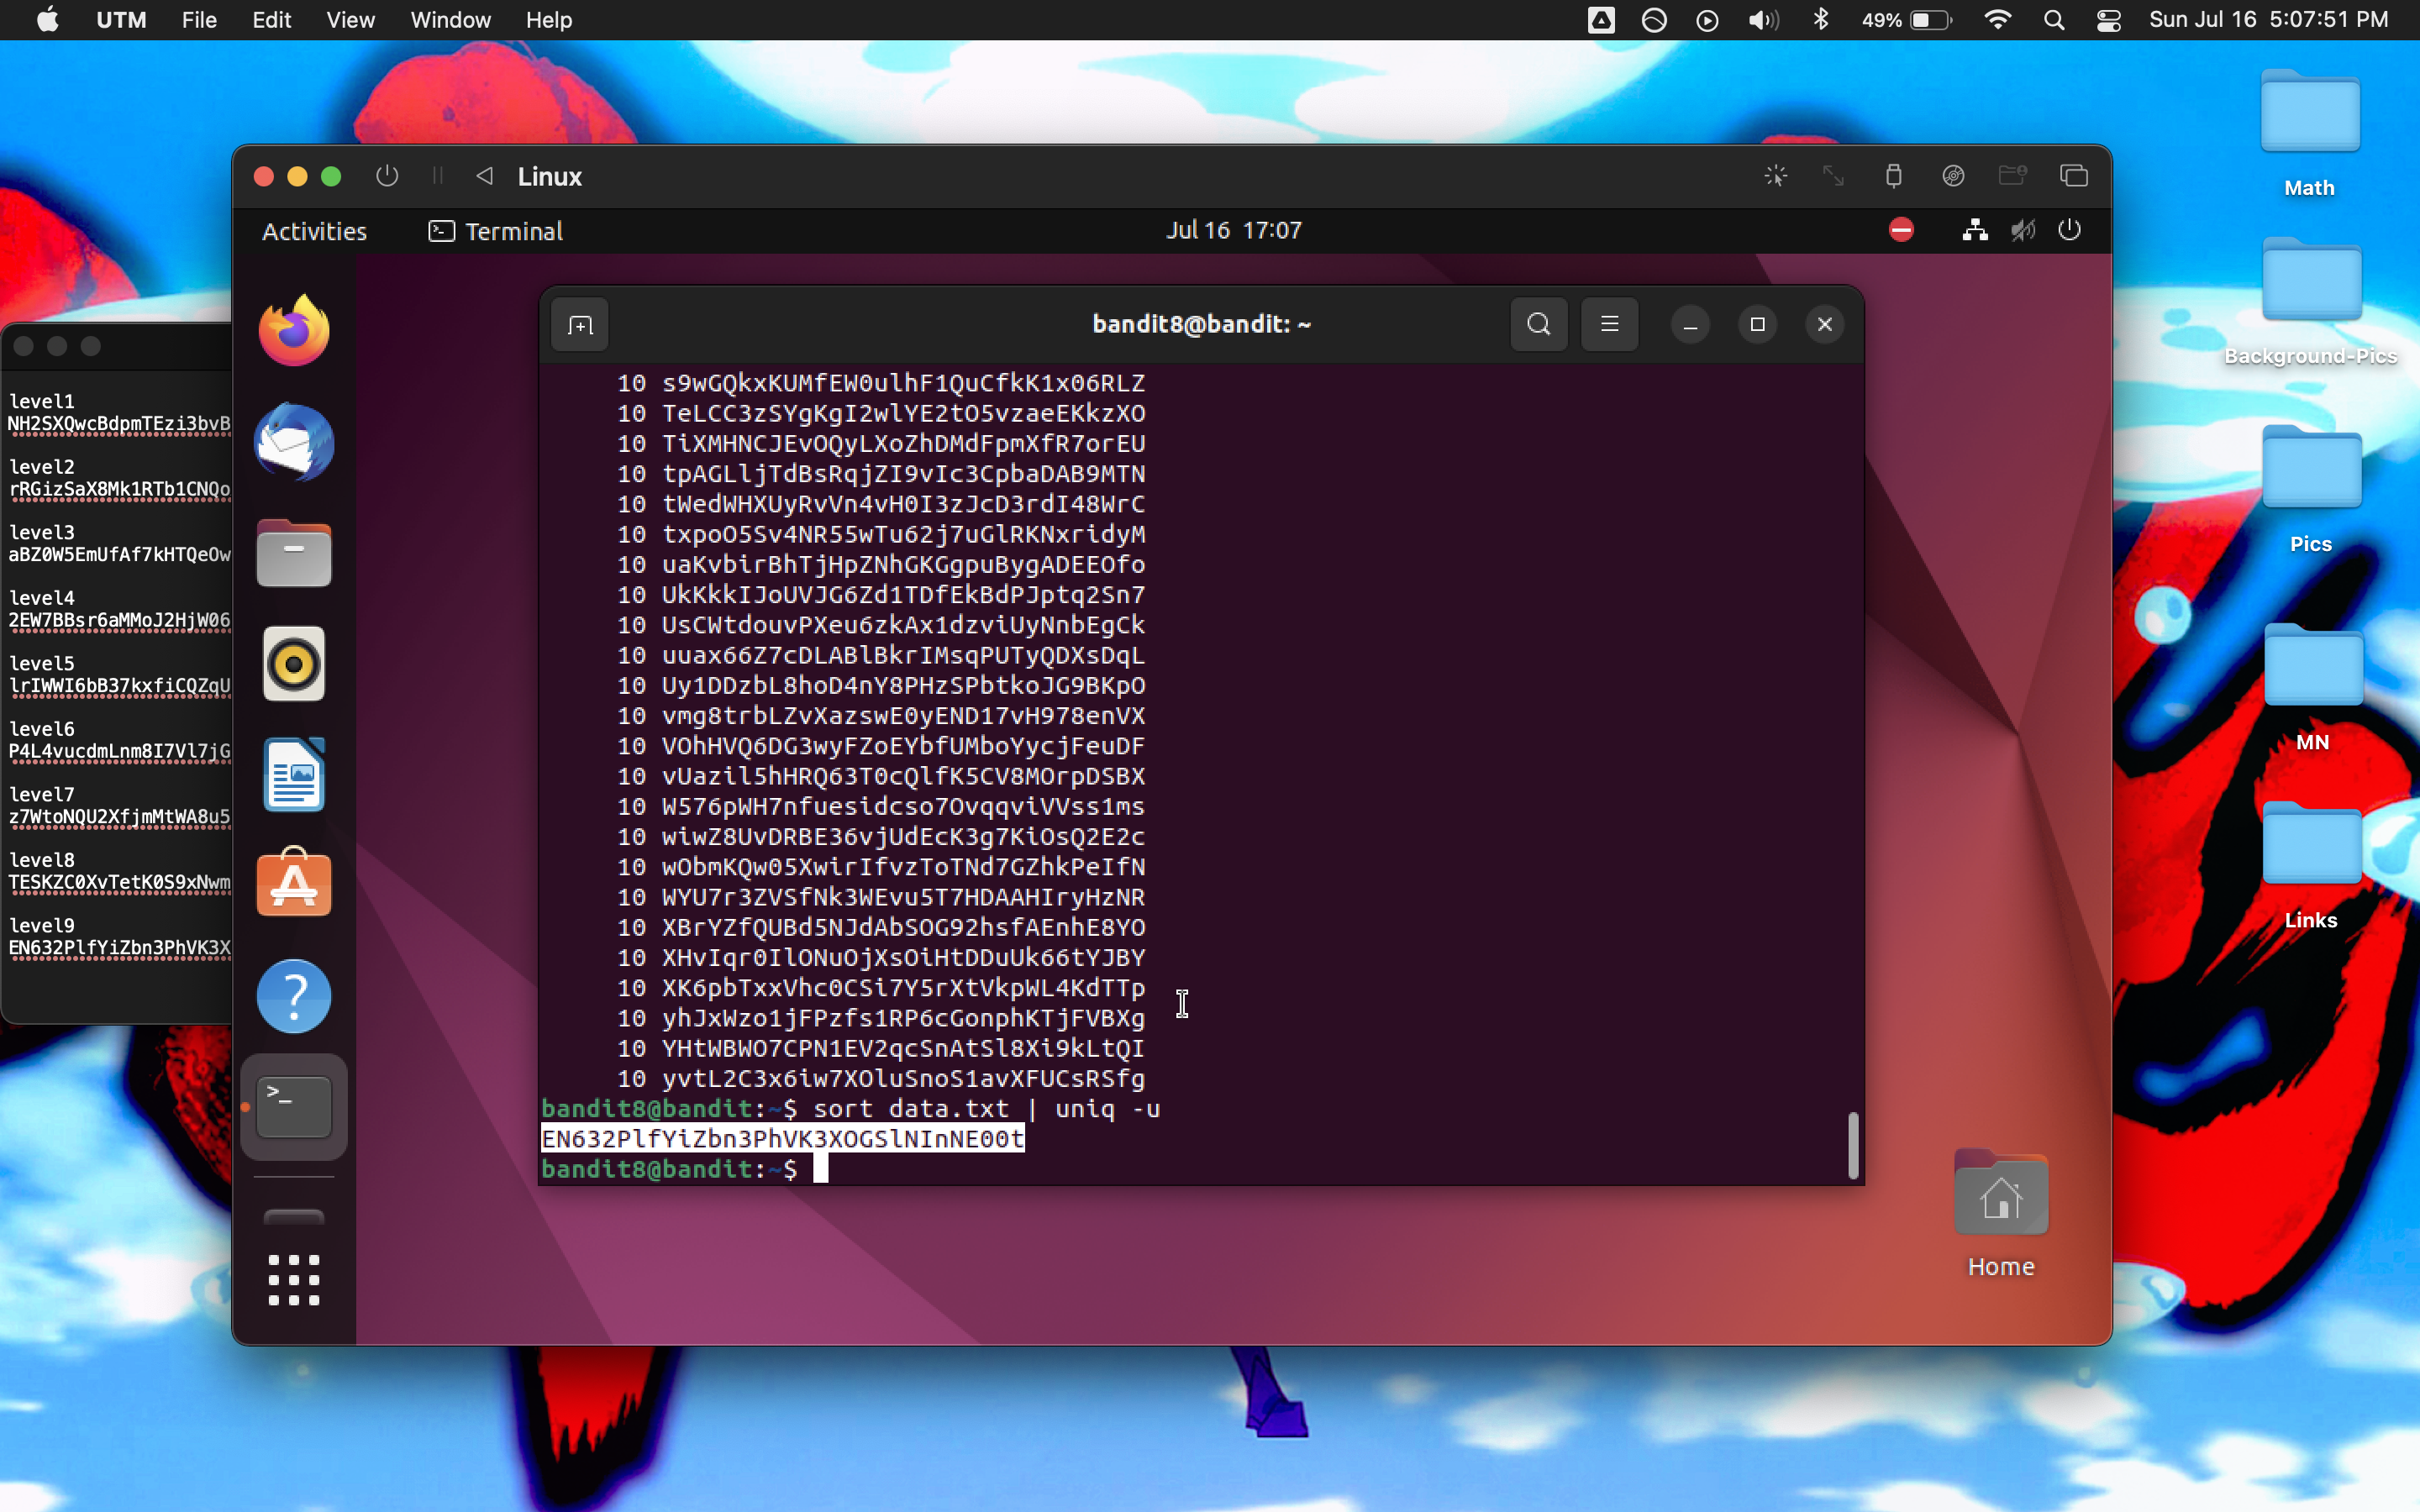 UTM File Edit View Window Help 49% Sun Jul 16 5:07:51 PM
Linux
Activities Terminal Jul 16 17:07
bandit8@bandit: ~
10 s9wGQkxKUMfEW0ulhF1QuCfkK1x06RLZ
10 TeLCC3zSYgKgI2wlYE2tO5vzaeEKkzXO
10 TiXMHNCJEvOQyLXoZhDMdFpmXfR7orEU
10 tpAGLljTdBsRqjZI9vIc3CpbaDAB9MTN
10 tWedWHXUyRvVn4vH0I3zJcD3rdI48WrC
10 txpoO5Sv4NR55wTu62j7uGlRKNxridyM
10 uaKvbirBhTjHpZNhGKGgpuBygADEEOfo
10 UkKkkIJoUVJG6Zd1TDfEkBdPJptq2Sn7
10 UsCWtdouvPXeu6zkAx1dzviUyNnbEgCk
10 uuax66Z7cDLABlBkrIMsqPUTyQDXsDqL
10 Uy1DDzbL8hoD4nY8PHzSPbtkoJG9BKpO
10 vmg8trbLZvXazswE0yEND17vH978enVX
10 VOhHVQ6DG3wyFZoEYbfUMboYycjFeuDF
10 vUazil5hHRQ63T0cQlfK5CV8MOrpDSBX
10 W576pWH7nfuesidcso7OvqqviVVss1ms
10 wiwZ8UvDRBE36vjUdEcK3g7KiOsQ2E2c
10 wObmKQw05XwirIfvzToTNd7GZhkPeIfN
10 WYU7r3ZVSfNk3WEvu5T7HDAAHIryHzNR
10 XBrYZfQUBd5NJdAbSOG92hsfAEnhE8YO
10 XHvIqr0IlONuOjXsOiHtDDuUk66tYJBY
10 XK6pbTxxVhc0CSi7Y5rXtVkpWL4KdTTp
10 yhJxWzo1jFPzfs1RP6cGonphKTjFVBXg
10 YHtWBWO7CPN1EV2qcSnAtSl8Xi9kLtQI
10 yvtL2C3x6iw7XOluSnoS1avXFUCsRSfg
bandit8@bandit:~$ sort data.txt | uniq -u
EN632PlfYiZbn3PhVK3XOGSlNInNE00t
bandit8@bandit:~$
level1
NH2SXQwcBdpmTEzi3bvB
level2
rRGizSaX8Mk1RTb1CNQo
level3
aBZ0W5EmUfAf7kHTQeOw
level4
2EW7BBsr6aMMoJ2HjW06
level5
lrIWWI6bB37kxfiCQZqU
level6
P4L4vucdmLnm8I7Vl7jG
level7
z7WtoNQU2XfjmMtWA8u5
level8
TESKZC0XvTetK0S9xNwm
level9
EN632PlfYiZbn3PhVK3X
Home
Math
Background-Pics
Pics
MN
Links